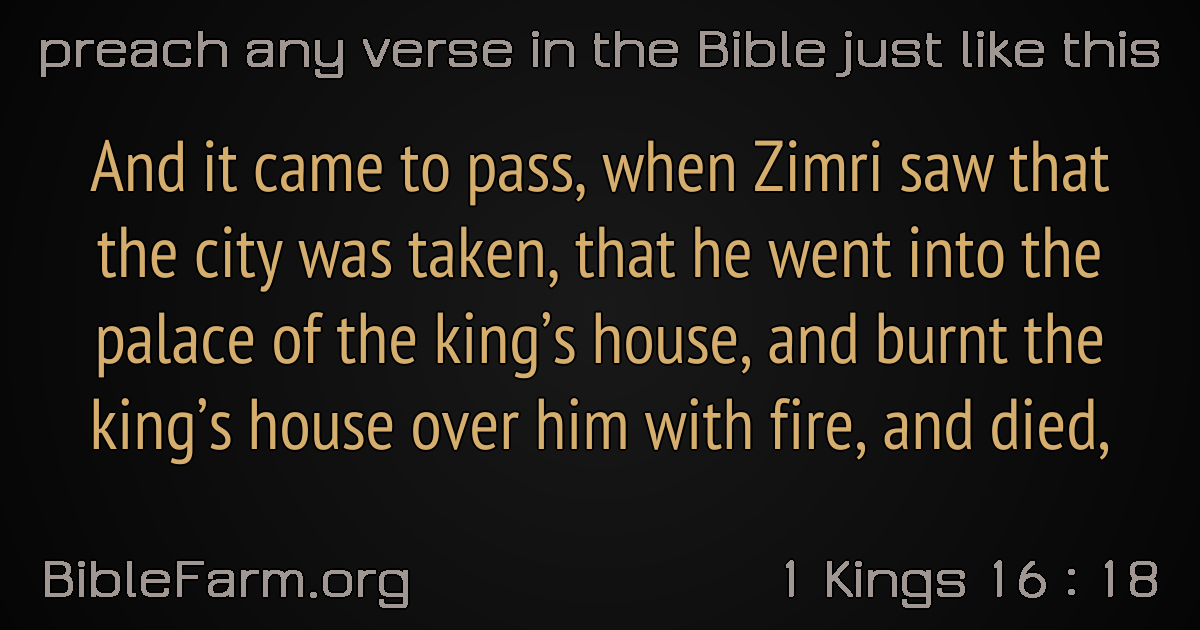 preach any verse in the Bible just like this
And it came to pass, when Zimri saw that
the city was taken, that he went into the
palace of the king’s house, and burnt the
king’s house over him with fire, and died,
BibleFarm.org
1 Kings 16 : 18